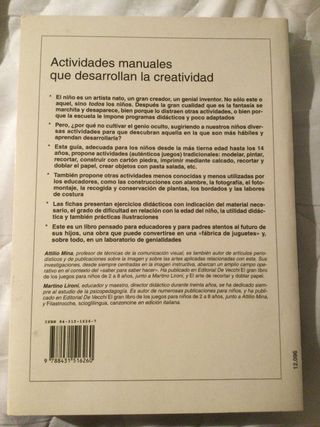 Actividades manuales
que desarrollan la creatividad
* El niño es un artista nato, un gran creador, un genial inventor. No sólo éste o
aquel, sino todos los niños. Después la gran cualidad que es la fantasía se
marchita y desaparece, bien porque lo distraen otras actividades, o bien por-
que la escuela le impone programas didácticos y poco adaptados
* Pero, ¿por qué no cultivar el genio oculto, sugiriendo a nuestros niños diver-
sas actividades para que descubran aquella en la que son más hábiles y
aprendan desarrollarla?
* Esta guía, adecuada para los niños desde la más tierna edad hasta los 14
años, propone actividades (auténticos juegos) tradicionales: modelar, pintar,
recortar, construir con cartón piedra, imprimir mediante calcado, recortar y
doblar el papel, crear objetos con pasta salada, etc.
* También propone otras actividades menos conocidas y menos utilizadas por
los educadores, como las construcciones con alambre, la fotografía, el foto-
montaje, la recogida y conservación de plantas, los bordados y las labores
de costura
* Las fichas presentan ejercicios didácticos con indicación del material nece-
sario, el grado de dificultad en relación con la edad del niño, la utilidad didác-
tica y también prácticas ilustraciones
* Este es un libro pensado para educadores y para padres atentos al futuro de
sus hijos, una obra que puede convertirse en una «fábrica de juguetes» y,
sobre todo, en un laboratorio de genialidades
Attilio Mina, profesor de técnicas de la comunicación visual, es también autor de artículos perio-
dísticos y de publicaciones sobre la imagen y sobre las artes aplicadas relacionadas con esta. Sus
investigaciones, desde siempre centradas en la imagen instructiva, abarcan un amplio campo ope-
rativo en el contexto del «saber para saber hacer». Ha publicado en Editorial De Vecchi El gran libro
de los juegos para niños de 2 a 8 años, junto a Martino Lironi, y El arte de recortar y doblar papel.
Martino Lironi, educador y maestro, director didáctico durante treinta años, se ha dedicado siem-
pre al estudio de la psicopedagogía. Es autor de numerosas publicaciones para niños, y ha publi-
cado en Editorial De Vecchi El gran libro de los juegos para niños de 2 a 8 años, junto a Attilio Mina,
y Filastrocche, scioglilingua, canzoncine en edición italiana.
ISBN 84-315-1626-7
9 788431 516260
12.096